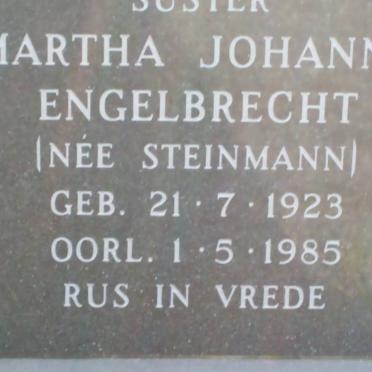 SUSTER
MARTHA JOHANN
ENGELBRECHT
(NÉE STEINMANN)
GEB. 21·7·1923
OORL. 1·5·1985
RUS IN VREDE